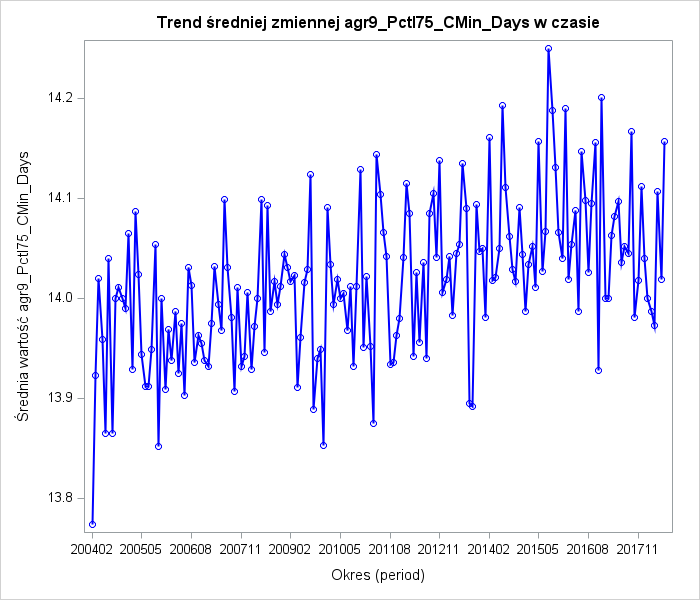 Trend średniej zmiennej agr9_Pctl75_CMin_Days w czasie
Średnia wartość agr9_Pctl75_CMin_Days
14.2
14.1
14.0
13.9
13.8
200402 200505 200608 200711 200902 201005 201108 201211 201402 201505 201608 201711
Okres (period)